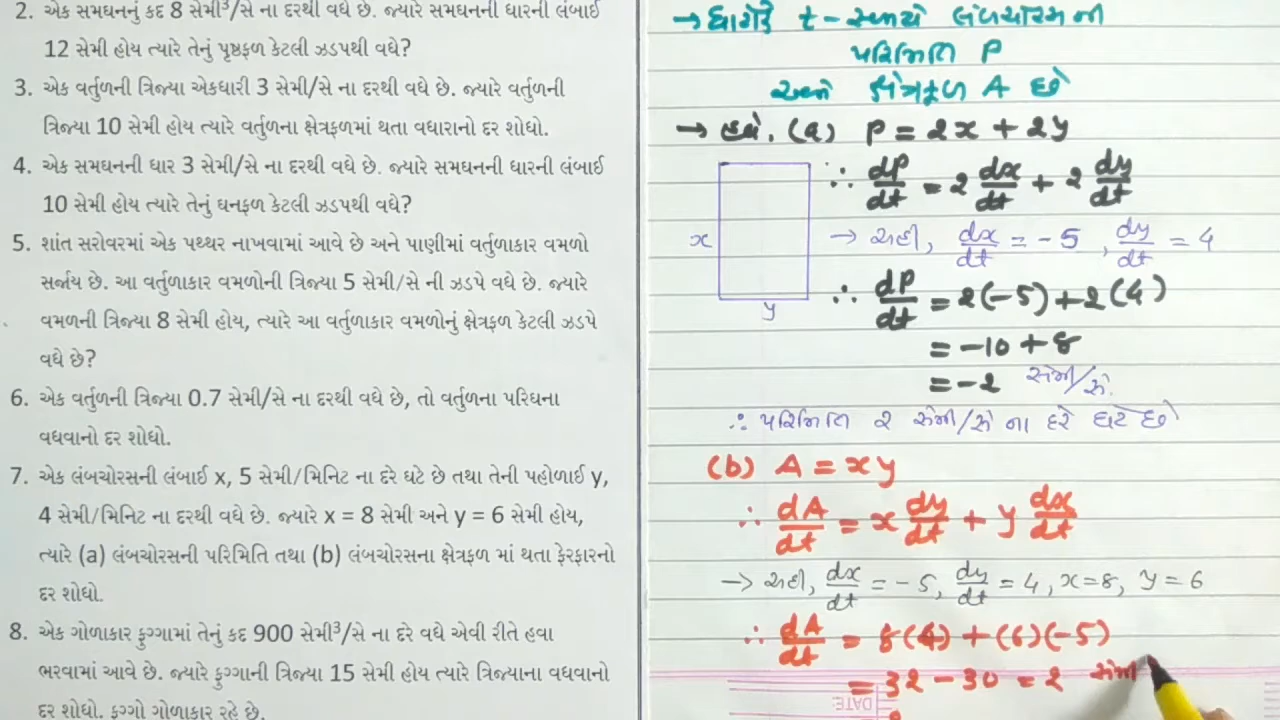 2. એક સમઘનનું કદ 8 સેમી³/સે ના દરથી વધે છે. જ્યારે સમઘનની ધારની લંબાઈ
12 સેમી હોય ત્યારે તેનું પૃષ્ઠફળ કેટલી ઝડપથી વધે?
3. એક વર્તુળની ત્રિજ્યા એકધારી 3 સેમી/સે ના દરથી વધે છે. જ્યારે વર્તુળની
ત્રિજ્યા 10 સેમી હોય ત્યારે વર્તુળના ક્ષેત્રફળમાં થતા વધારાનો દર શોધો.
4. એક સમઘનની ધાર 3 સેમી/સે ના દરથી વધે છે. જ્યારે સમઘનની ધારની લંબાઈ
10 સેમી હોય ત્યારે તેનું ઘનફળ કેટલી ઝડપથી વધે?
5. શાંત સરોવરમાં એક પથ્થર નાખવામાં આવે છે અને પાણીમાં વર્તુળાકાર વમળો
સર્જાય છે. આ વર્તુળાકાર વમળોની ત્રિજ્યા 5 સેમી/સે ની ઝડપે વધે છે. જ્યારે
વમળની ત્રિજ્યા 8 સેમી હોય, ત્યારે આ વર્તુળાકાર વમળોનું ક્ષેત્રફળ કેટલી ઝડપે
વધે છે?
6. એક વર્તુળની ત્રિજ્યા 0.7 સેમી/સે ના દરથી વધે છે, તો વર્તુળના પરિઘના
વધવાનો દર શોધો.
7. એક લંબચોરસની લંબાઈ x, 5 સેમી/મિનિટ ના દરે ઘટે છે તથા તેની પહોળાઈ y,
4 સેમી/મિનિટ ના દરથી વધે છે. જ્યારે x = 8 સેમી અને y = 6 સેમી હોય,
ત્યારે (a) લંબચોરસની પરિમિતિ તથા (b) લંબચોરસના ક્ષેત્રફળ માં થતા ફેરફારનો
દર શોધો.
8. એક ગોળાકાર ફુગ્ગામાં તેનું કદ 900 સેમી³/સે ના દરે વધે એવી રીતે હવા
ભરવામાં આવે છે. જ્યારે ફુગ્ગાની ત્રિજ્યા 15 સેમી હોય ત્યારે ત્રિજ્યાના વધવાનો
દર શોધો. ફુગ્ગો ગોળાકાર રહે છે.
→ ધારોકે t - સમયે લંબચોરસ ની
પરિમિતિ P
અને ક્ષેત્રફળ A છે
→ હવે. (a) P = 2x + 2y
∴ dP/dt = 2 dx/dt + 2 dy/dt
x
y
→ અહી, dx/dt = -5 , dy/dt = 4
∴ dP/dt = 2(-5) + 2(4)
= -10 + 8
= -2 સેમી/સે.
∴ પરિમિતિ 2 સેમી/સે ના દરે ઘટે છે
(b) A = xy
∴ dA/dt = x dy/dt + y dx/dt
→ અહી, dx/dt = -5, dy/dt = 4, x=8, y=6
∴ dA/dt = 8(4) + (6)(-5)
= 32 - 30 = 2 સેમી
DATE: